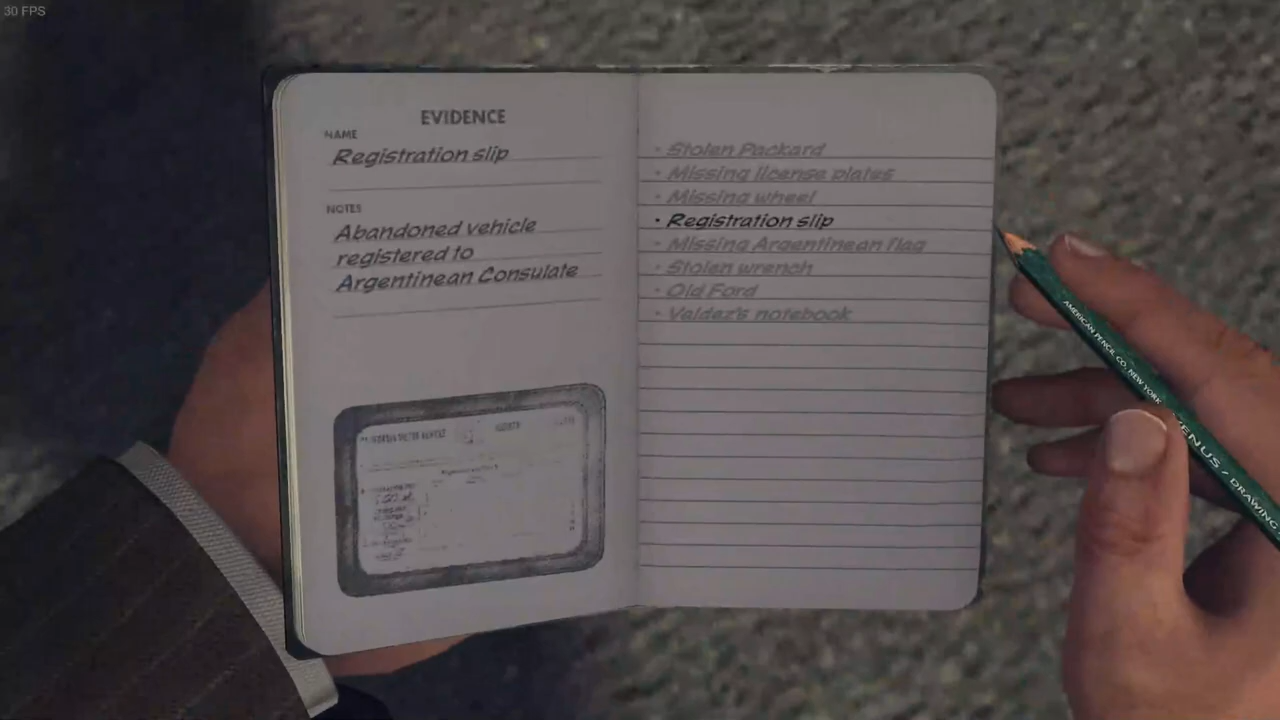 30 FPS
EVIDENCE
NAME
Registration slip
NOTES
Abandoned vehicle
registered to
Argentinean Consulate
• Stolen Packard
• Missing license plates
• Missing wheel
• Registration slip
• Missing Argentinean flag
• Stolen wrench
• Old Ford
• Valdez's notebook
AMERICAN PENCIL CO. NEW YORK
VENUS / DRAWING